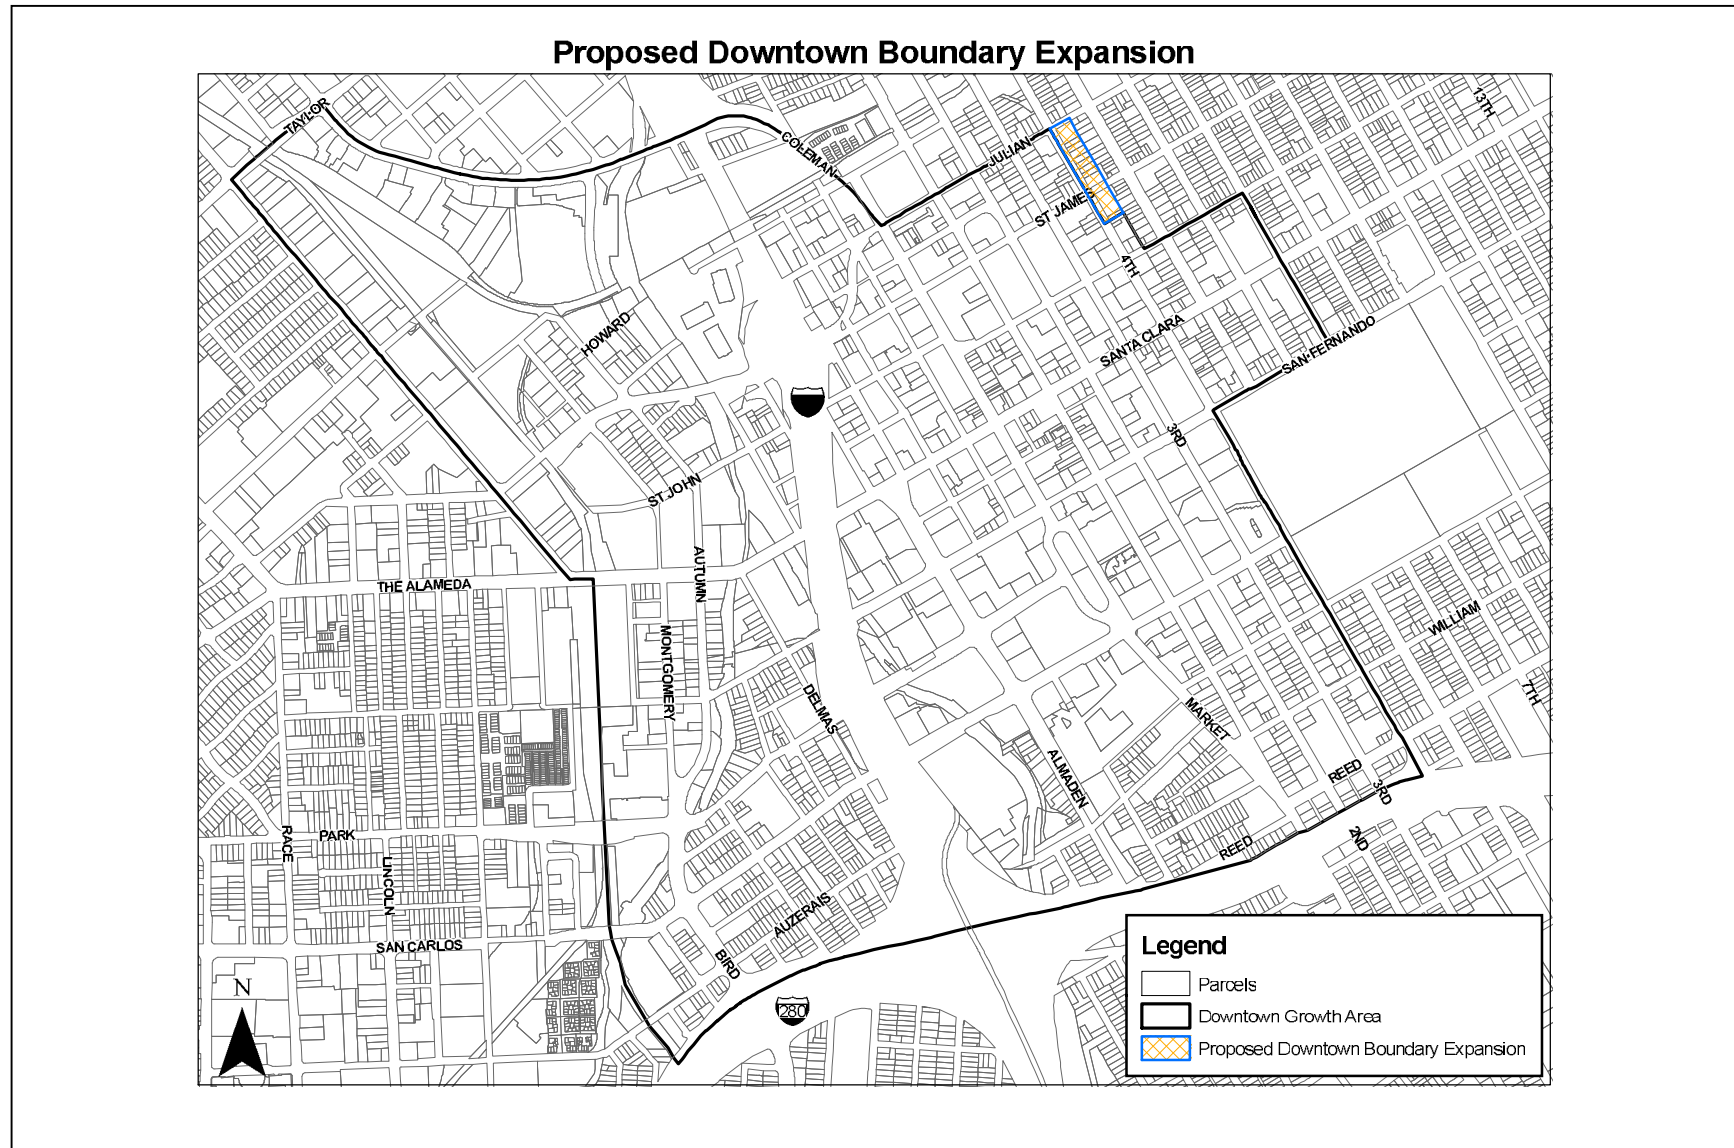 Proposed Downtown Boundary Expansion
TAYLOR
13TH
COLEMAN
JULIAN
ST JAMES
4TH
HOWARD
SANTA CLARA
SAN FERNANDO
3RD
ST JOHN
AUTUMN
THE ALAMEDA
WILLIAM
MONTGOMERY
DELMAS
7TH
MARKET
ALMADEN
REED
3RD
RACE
PARK
2ND
REED
LINCOLN
AUZERAIS
SAN CARLOS
BIRD
N
280
Legend
Parcels
Downtown Growth Area
Proposed Downtown Boundary Expansion